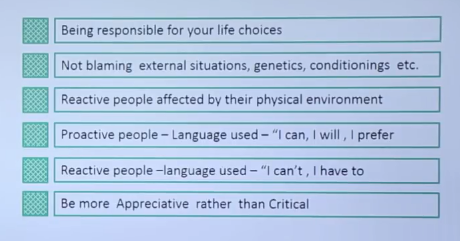 Being responsible for your life choices
Not blaming external situations, genetics, conditionings etc.
Reactive people affected by their physical environment
Proactive people – Language used – “I can, I will , I prefer
Reactive people –language used – “I can’t , I have to
Be more Appreciative rather than Critical